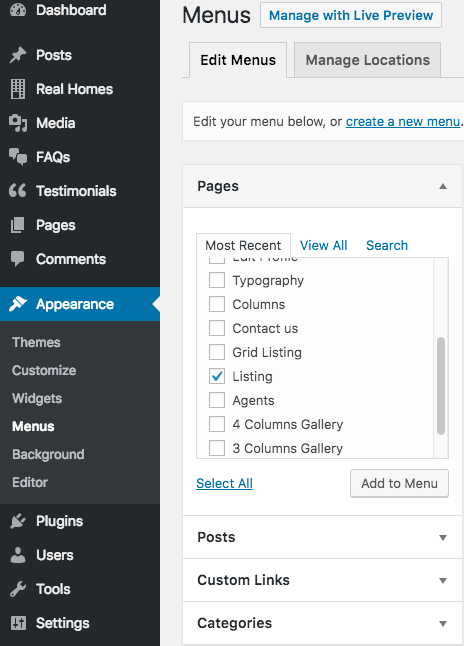 Dashboard
Posts
Real Homes
Media
FAQs
Testimonials
Pages
Comments
Appearance
Themes
Customize
Widgets
Menus
Background
Editor
Plugins
Users
Tools
Settings
Menus Manage with Live Preview
Edit Menus Manage Locations
Edit your menu below, or create a new menu.
Pages
Most Recent View All Search
Edit Profile
Typography
Columns
Contact us
Grid Listing
Listing
Agents
4 Columns Gallery
3 Columns Gallery
Select All Add to Menu
Posts
Custom Links
Categories